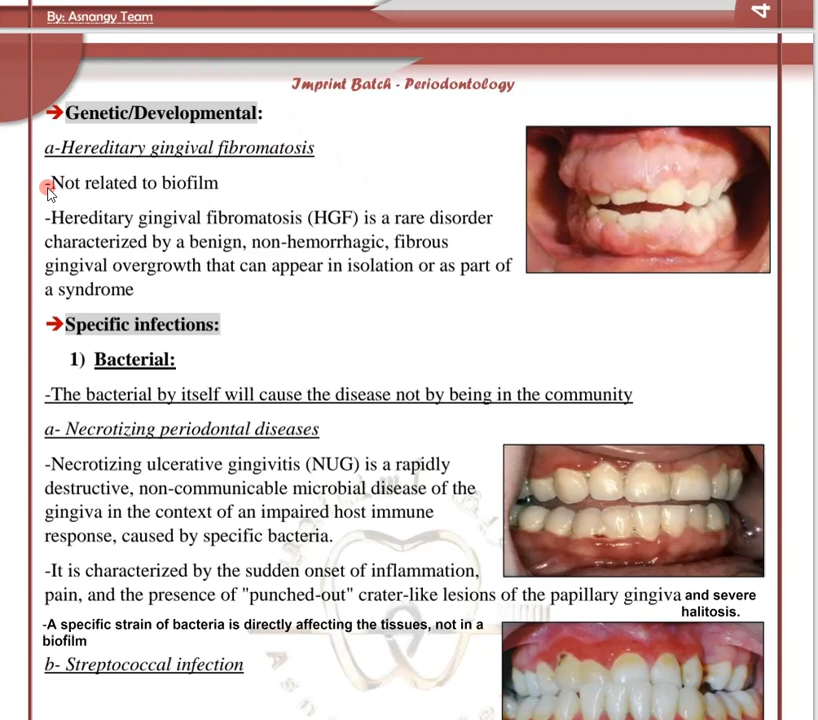 By: Asnangy Team
4
Imprint Batch - Periodontology
➔Genetic/Developmental:
a-Hereditary gingival fibromatosis
-Not related to biofilm
-Hereditary gingival fibromatosis (HGF) is a rare disorder
characterized by a benign, non-hemorrhagic, fibrous
gingival overgrowth that can appear in isolation or as part of
a syndrome
➔Specific infections:
1) Bacterial:
-The bacterial by itself will cause the disease not by being in the community
a- Necrotizing periodontal diseases
-Necrotizing ulcerative gingivitis (NUG) is a rapidly
destructive, non-communicable microbial disease of the
gingiva in the context of an impaired host immune
response, caused by specific bacteria.
-It is characterized by the sudden onset of inflammation,
pain, and the presence of "punched-out" crater-like lesions of the papillary gingiva and severe
halitosis.
-A specific strain of bacteria is directly affecting the tissues, not in a
biofilm
b- Streptococcal infection